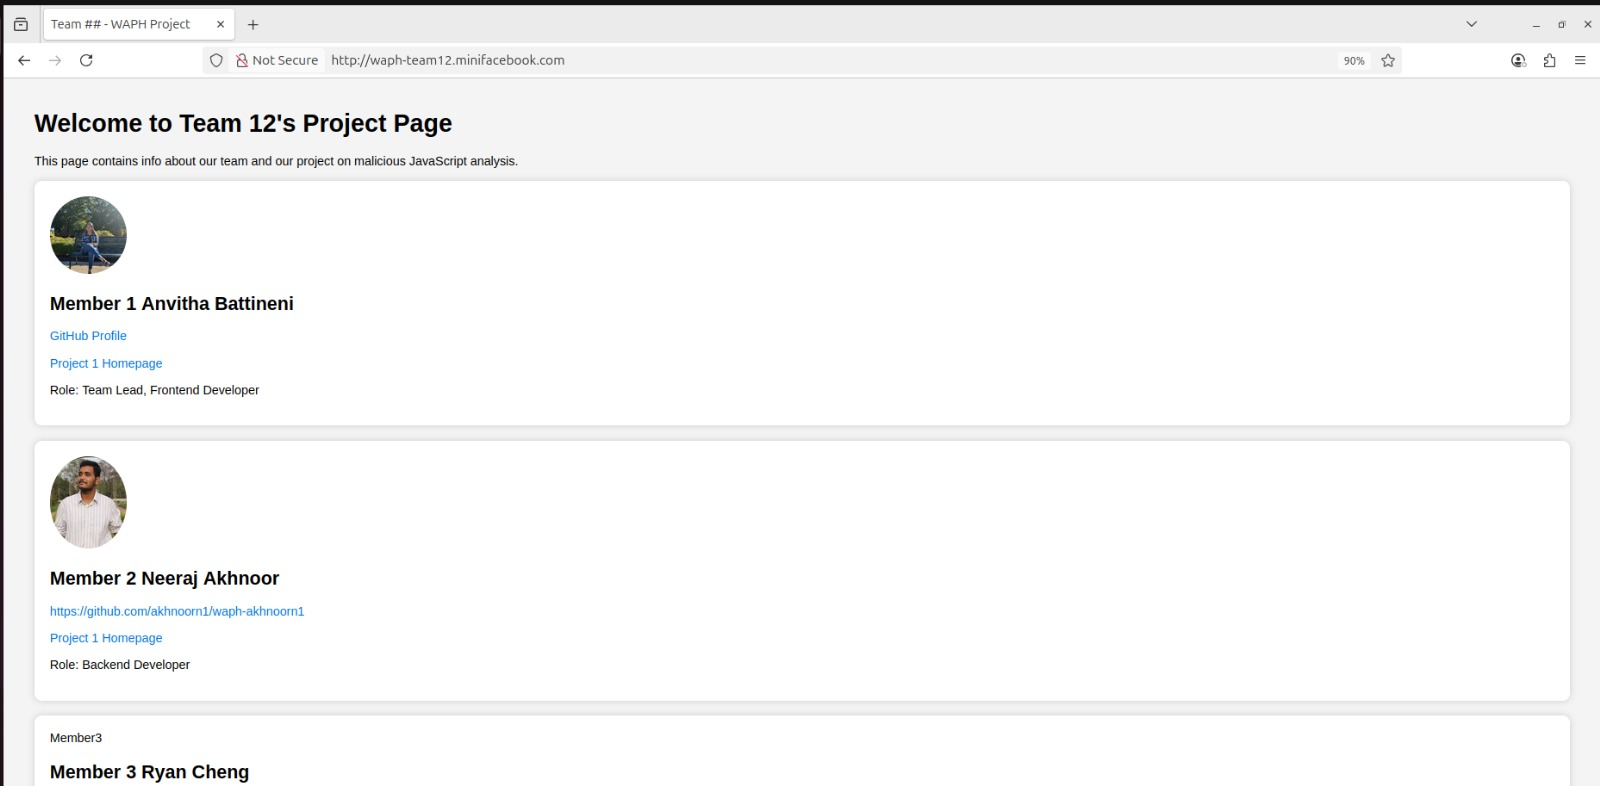 Team ## - WAPH Project
Not Secure http://waph-team12.minifacebook.com 90%
Welcome to Team 12's Project Page
This page contains info about our team and our project on malicious JavaScript analysis.
Member 1 Anvitha Battineni
GitHub Profile
Project 1 Homepage
Role: Team Lead, Frontend Developer
Member 2 Neeraj Akhnoor
https://github.com/akhnoorn1/waph-akhnoorn1
Project 1 Homepage
Role: Backend Developer
Member3
Member 3 Ryan Cheng